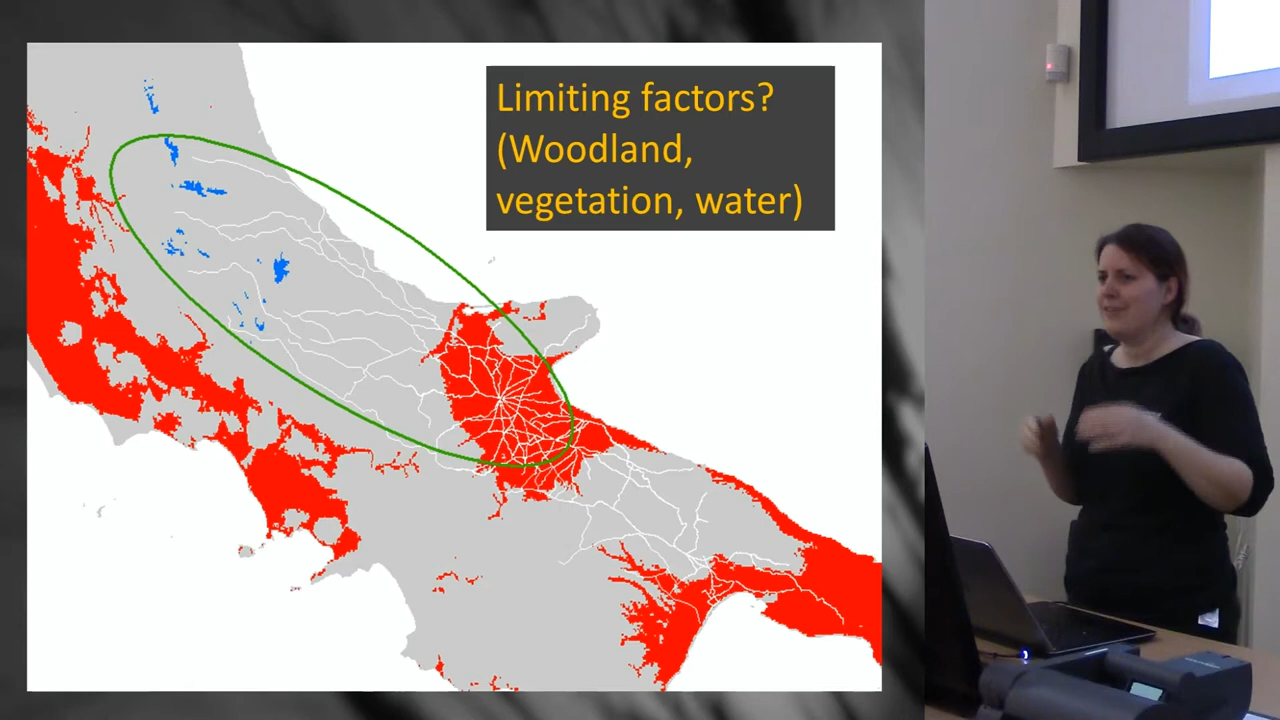 Limiting factors?
(Woodland,
vegetation, water)